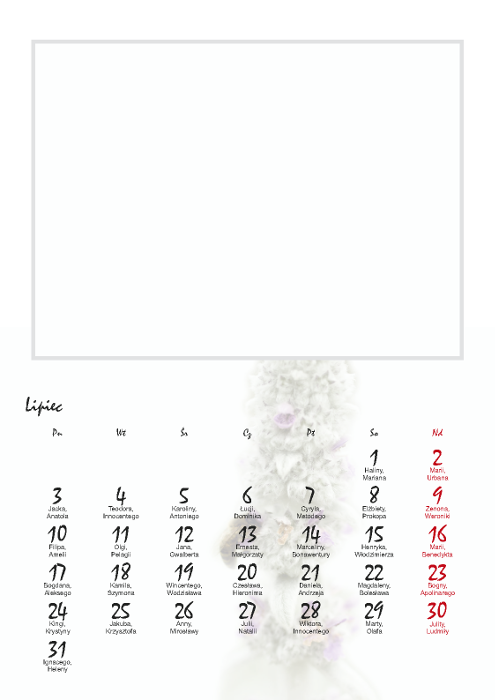 Lipiec
Pn Wt Śr Cz Pt So Nd
1 2
Haliny, Marii,
Mariana Urbana
3 4 5 6 7 8 9
Jacka, Teodora, Karoliny, Łucji, Cyryla, Elżbiety, Zenona,
Anatola Innocentego Antoniego Dominika Metodego Prokopa Weroniki
10 11 12 13 14 15 16
Filipa, Olgi, Jana, Ernesta, Marceliny, Henryka, Marii,
Amelii Pelagii Gwalberta Małgorzaty Bonawentury Włodzimierza Benedykta
17 18 19 20 21 22 23
Bogdana, Kamila, Wincentego, Czesława, Daniela, Magdaleny, Bogny,
Aleksego Szymona Wodzisława Hieronima Andrzeja Bolesława Apolinarego
24 25 26 27 28 29 30
Kingi, Jakuba, Anny, Julii, Wiktora, Marty, Julity,
Krystyny Krzysztofa Mirosławy Natalii Innocentego Olafa Ludmiły
31
Ignacego,
Heleny